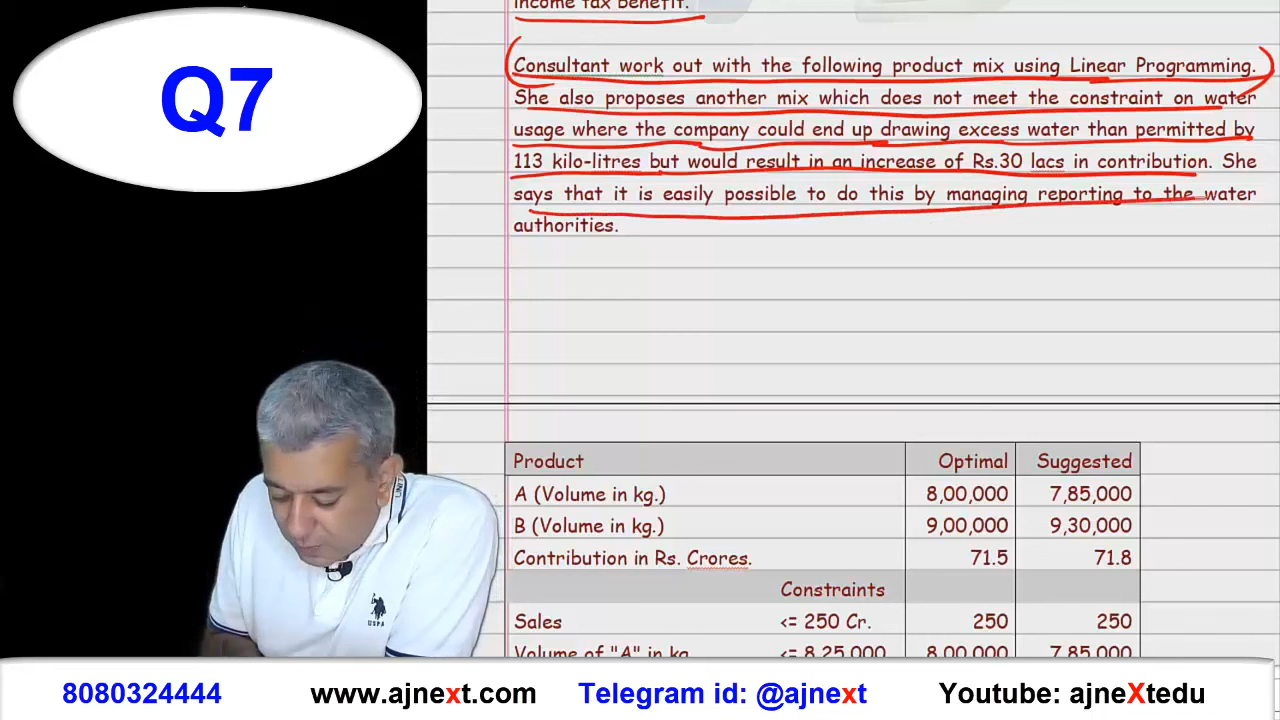 income tax benefit.
Q7
Consultant work out with the following product mix using Linear Programming.
She also proposes another mix which does not meet the constraint on water
usage where the company could end up drawing excess water than permitted by
113 kilo-litres but would result in an increase of Rs.30 lacs in contribution. She
says that it is easily possible to do this by managing reporting to the water
authorities.
Product Optimal Suggested
A (Volume in kg.) 8,00,000 7,85,000
B (Volume in kg.) 9,00,000 9,30,000
Contribution in Rs. Crores. 71.5 71.8
Constraints
Sales <= 250 Cr. 250 250
Volume of "A" in kg <= 8,25,000 8,00,000 7,85,000
8080324444 www.ajnext.com Telegram id: @ajnext Youtube: ajneXtedu